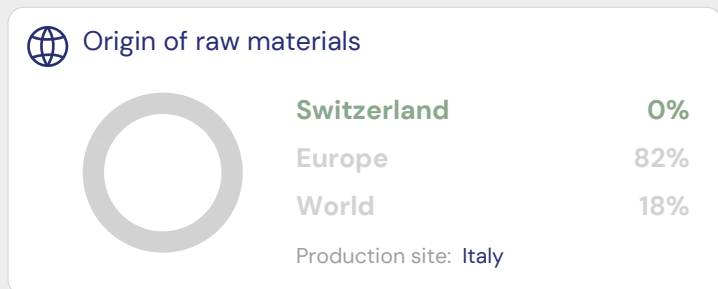 Origin of raw materials
Switzerland 0%
Europe 82%
World 18%
Production site: Italy